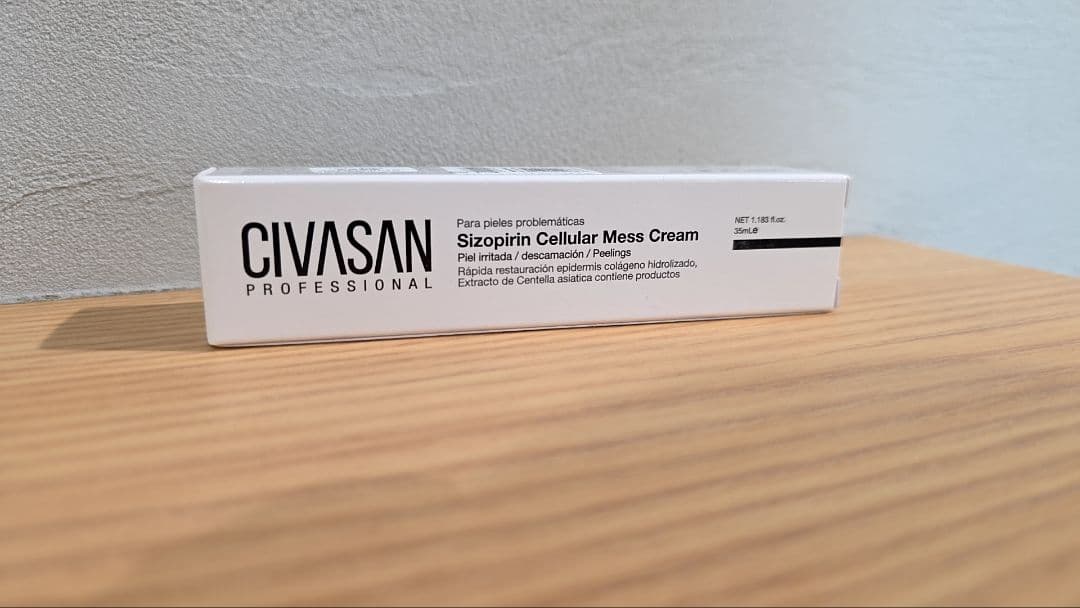 CIVASAN
PROFESSIONAL
Para pieles problemáticas
Sizopirin Cellular Mess Cream
Piel irritada / descamación / Peelings
Rápida restauración epidermis colágeno hidrolizado,
Extracto de Centella asiatica contiene productos
NET 1.183 fl.oz.
35mL℮